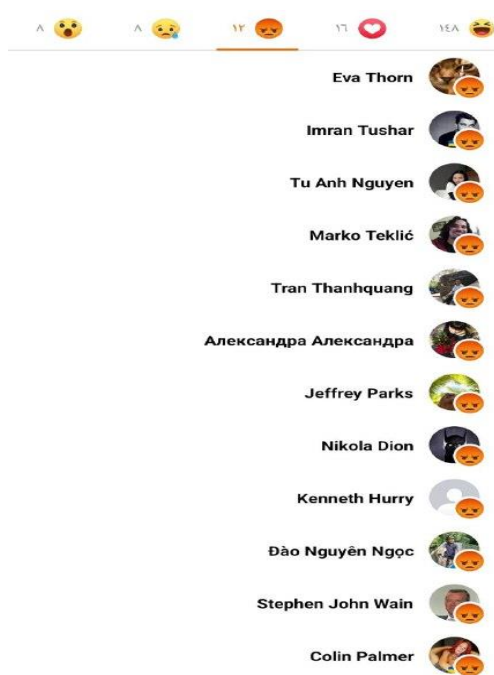 ١٤٨ ١٦ ١٢ ٨ ٨
Eva Thorn
Imran Tushar
Tu Anh Nguyen
Marko Teklić
Tran Thanhquang
Александра Александра
Jeffrey Parks
Nikola Dion
Kenneth Hurry
Đào Nguyên Ngọc
Stephen John Wain
Colin Palmer